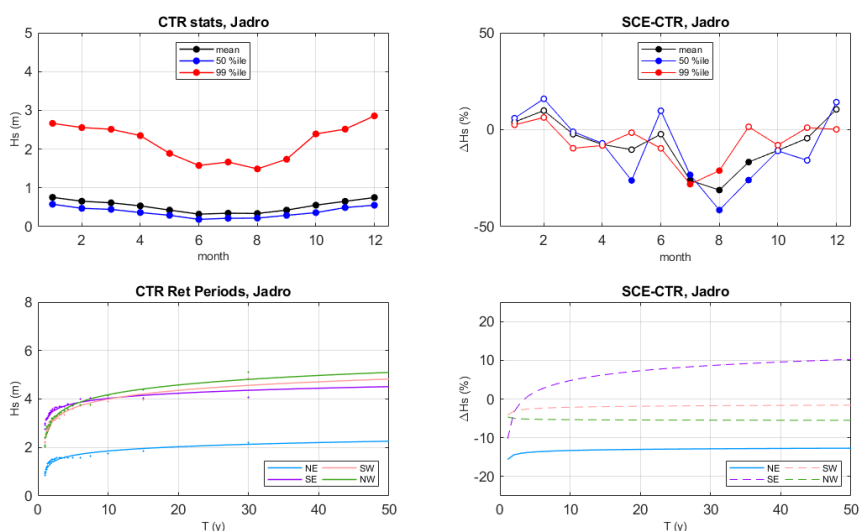 CTR stats, Jadro
5
4
3
2
1
0
Hs (m)
mean
50 %ile
99 %ile
2 4 6 8 10 12
month
SCE-CTR, Jadro
50
0
-50
ΔHs (%)
mean
50 %ile
99 %ile
2 4 6 8 10 12
month
CTR Ret Periods, Jadro
8
6
4
2
0
Hs (m)
NE SW
SE NW
0 10 20 30 40 50
T (y)
SCE-CTR, Jadro
20
10
0
-10
-20
ΔHs (%)
NE SW
SE NW
0 10 20 30 40 50
T (y)